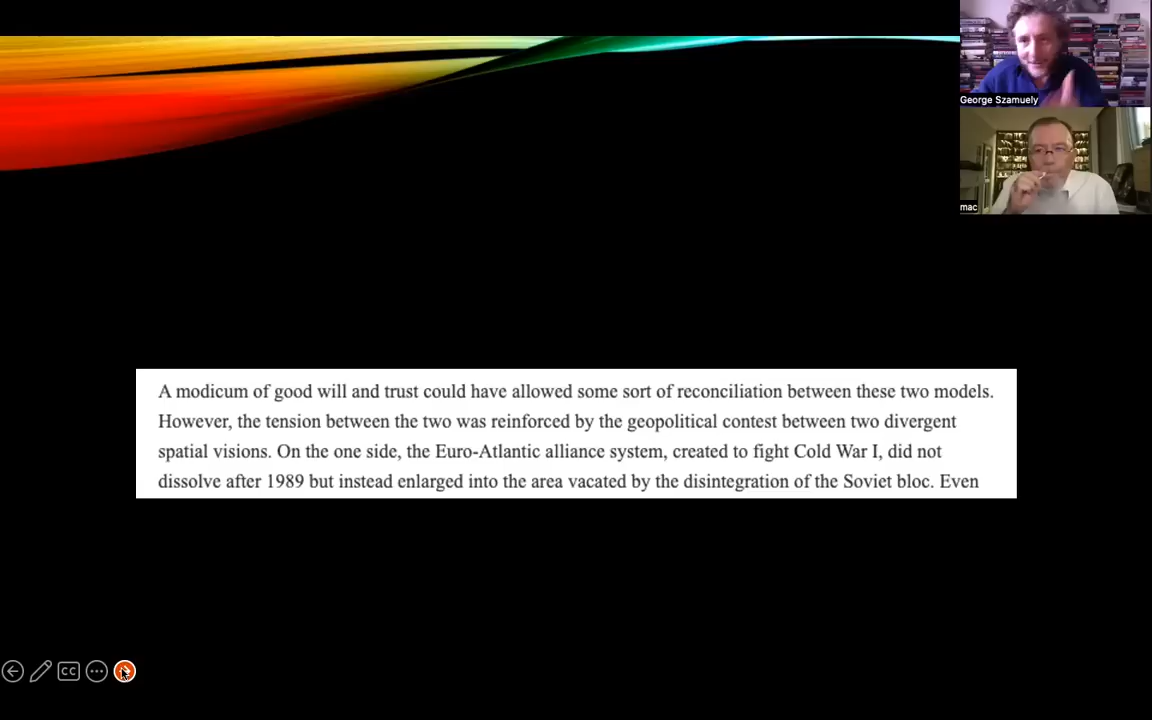 George Szamuely
mac
A modicum of good will and trust could have allowed some sort of reconciliation between these two models.
However, the tension between the two was reinforced by the geopolitical contest between two divergent
spatial visions. On the one side, the Euro-Atlantic alliance system, created to fight Cold War I, did not
dissolve after 1989 but instead enlarged into the area vacated by the disintegration of the Soviet bloc. Even
CC